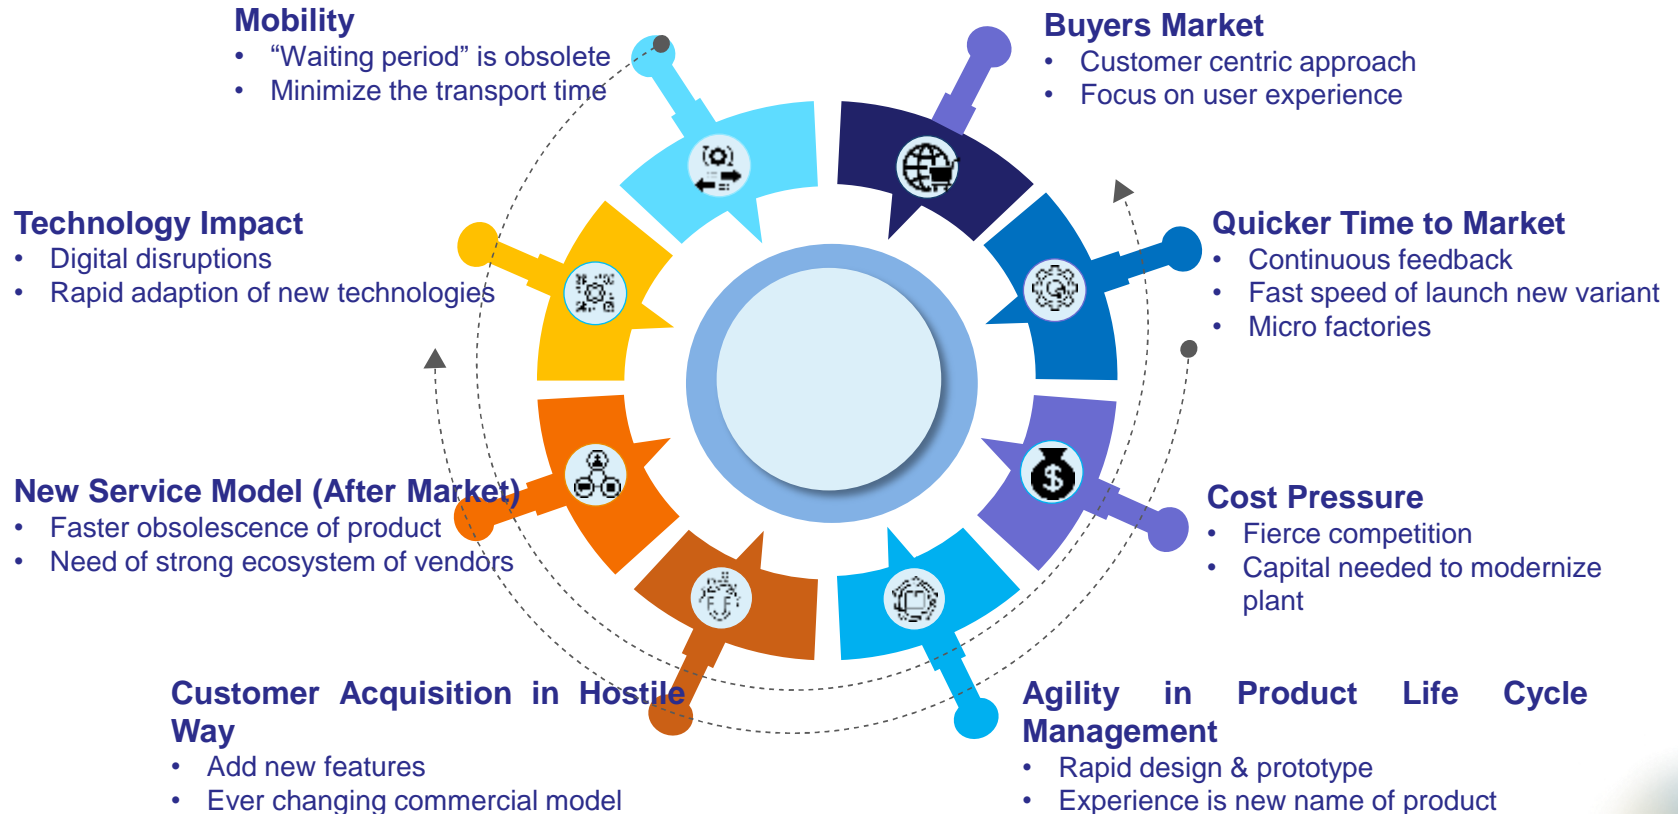 Mobility
• “Waiting period” is obsolete
• Minimize the transport time
Buyers Market
• Customer centric approach
• Focus on user experience
Technology Impact
• Digital disruptions
• Rapid adaption of new technologies
Quicker Time to Market
• Continuous feedback
• Fast speed of launch new variant
• Micro factories
New Service Model (After Market)
• Faster obsolescence of product
• Need of strong ecosystem of vendors
$
Cost Pressure
• Fierce competition
• Capital needed to modernize
plant
Customer Acquisition in Hostile
Way
• Add new features
• Ever changing commercial model
Agility in Product Life Cycle
Management
• Rapid design & prototype
• Experience is new name of product